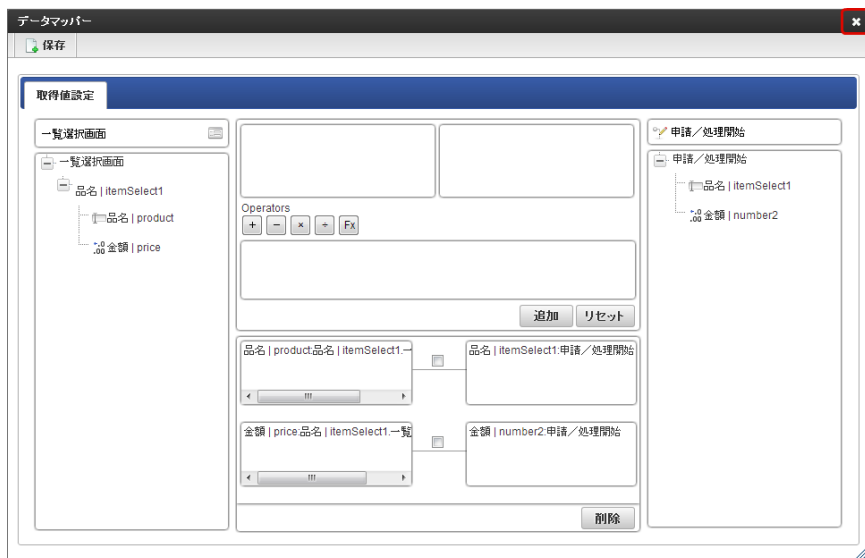 データマッパー
保存
取得値設定
一覧選択画面
一覧選択画面
品名 | itemSelect1
品名 | product
金額 | price
Operators
+ − × ÷ Fx
追加 リセット
品名 | product:品名 | itemSelect1.一
品名 | itemSelect1:申請／処理開始
金額 | price:品名 | itemSelect1.一覧
金額 | number2:申請／処理開始
削除
申請／処理開始
申請／処理開始
品名 | itemSelect1
金額 | number2